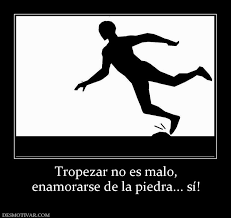 Tropezar no es malo,
enamorarse de la piedra... sí!
DESMOTIVAR.COM